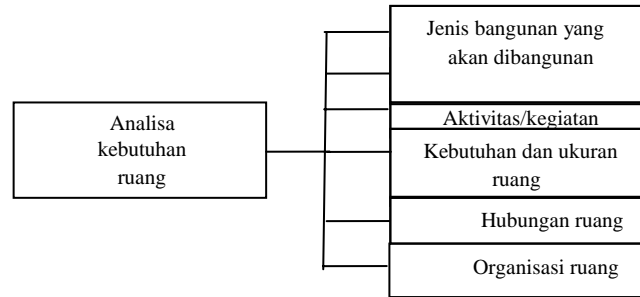 Analisa
kebutuhan
ruang
Jenis bangunan yang
akan dibangunan
Aktivitas/kegiatan
Kebutuhan dan ukuran
ruang
Hubungan ruang
Organisasi ruang